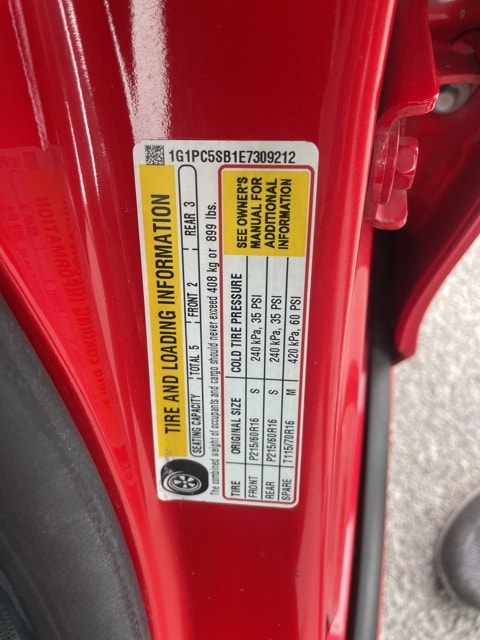 1G1PC5SB1E7309212
TIRE AND LOADING INFORMATION
SEATING CAPACITY TOTAL 5 FRONT 2 REAR 3
The combined weight of occupants and cargo should never exceed 408 kg or 899 lbs.
TIRE ORIGINAL SIZE COLD TIRE PRESSURE
FRONT P215/60R16 S 240 kPa, 35 PSI
REAR P215/60R16 S 240 kPa, 35 PSI
SPARE T115/70R16 M 420 kPa, 60 PSI
SEE OWNER'S
MANUAL FOR
ADDITIONAL
INFORMATION